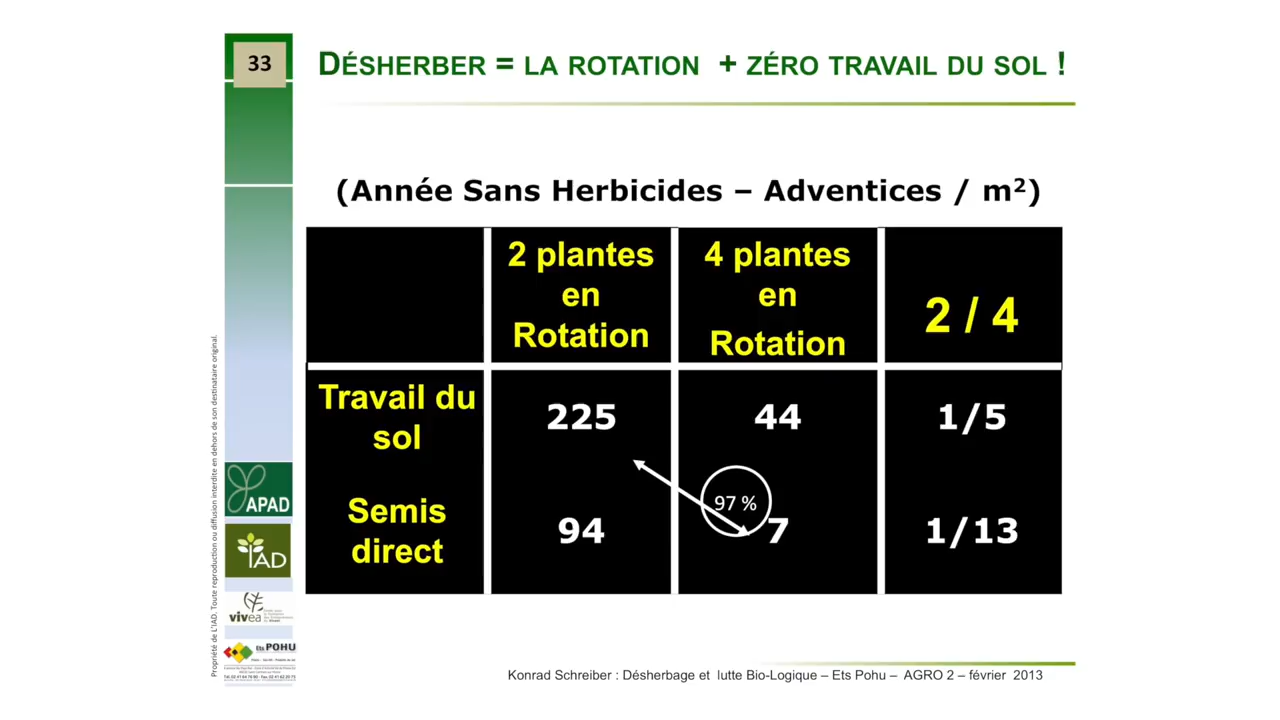 33
DÉSHERBER = LA ROTATION + ZÉRO TRAVAIL DU SOL !
(Année Sans Herbicides – Adventices / m²)
2 plantes
en
Rotation
4 plantes
en
Rotation
2 / 4
Travail du
sol
225
44
1/5
97 %
Semis
direct
94
7
1/13
Propriété de L'IAD. Toute reproduction ou diffusion interdite en dehors de son destinataire original.
APAD
IAD
vivea
Ets POHU
Konrad Schreiber : Désherbage et lutte Bio-Logique – Ets Pohu – AGRO 2 – février 2013